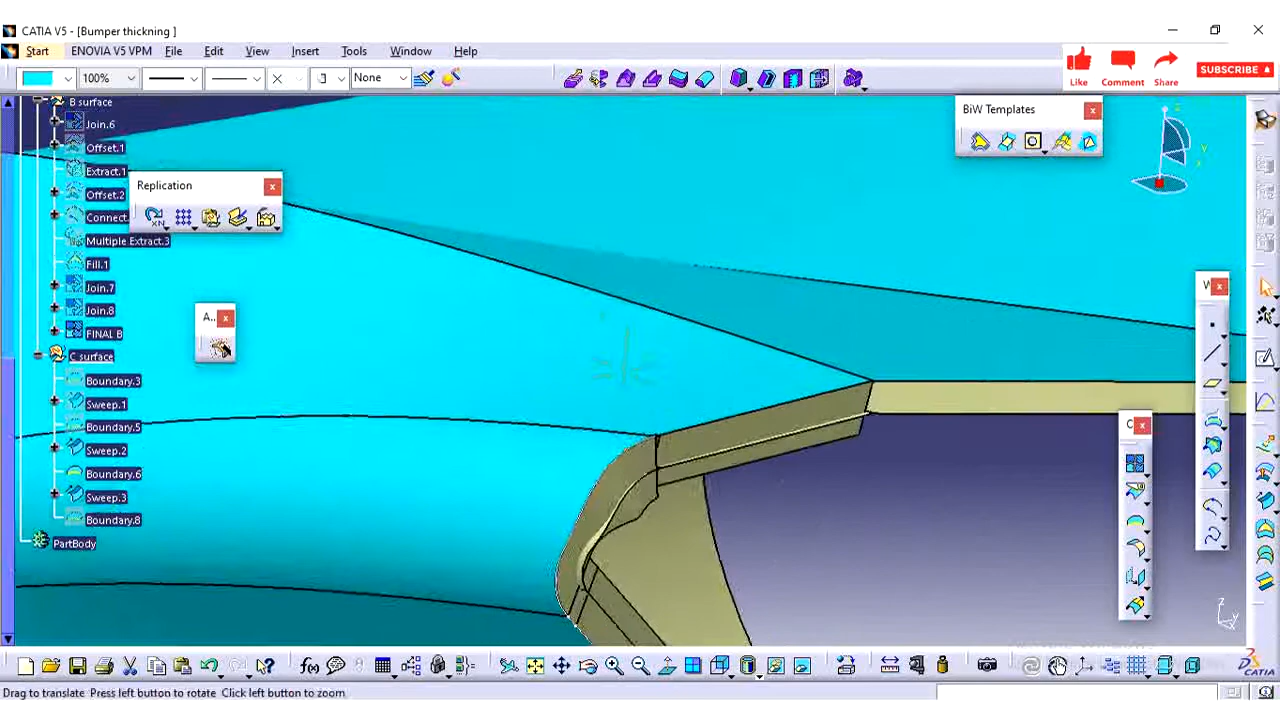 CATIA V5 - [Bumper thickning ]
Start ENOVIA V5 VPM File Edit View Insert Tools Window Help
100% None
Like Comment Share SUBSCRIBE
B surface
Join.6
Offset.1
Extract.1
Offset.2
Connect.
Multiple Extract.3
Fill.1
Join.7
Join.8
FINAL B
C surface
Boundary.3
Sweep.1
Boundary.5
Sweep.2
Boundary.6
Sweep.3
Boundary.8
PartBody
Replication
A..
BiW Templates
W
C
f(x)
CATIA
Drag to translate Press left button to rotate Click left button to zoom